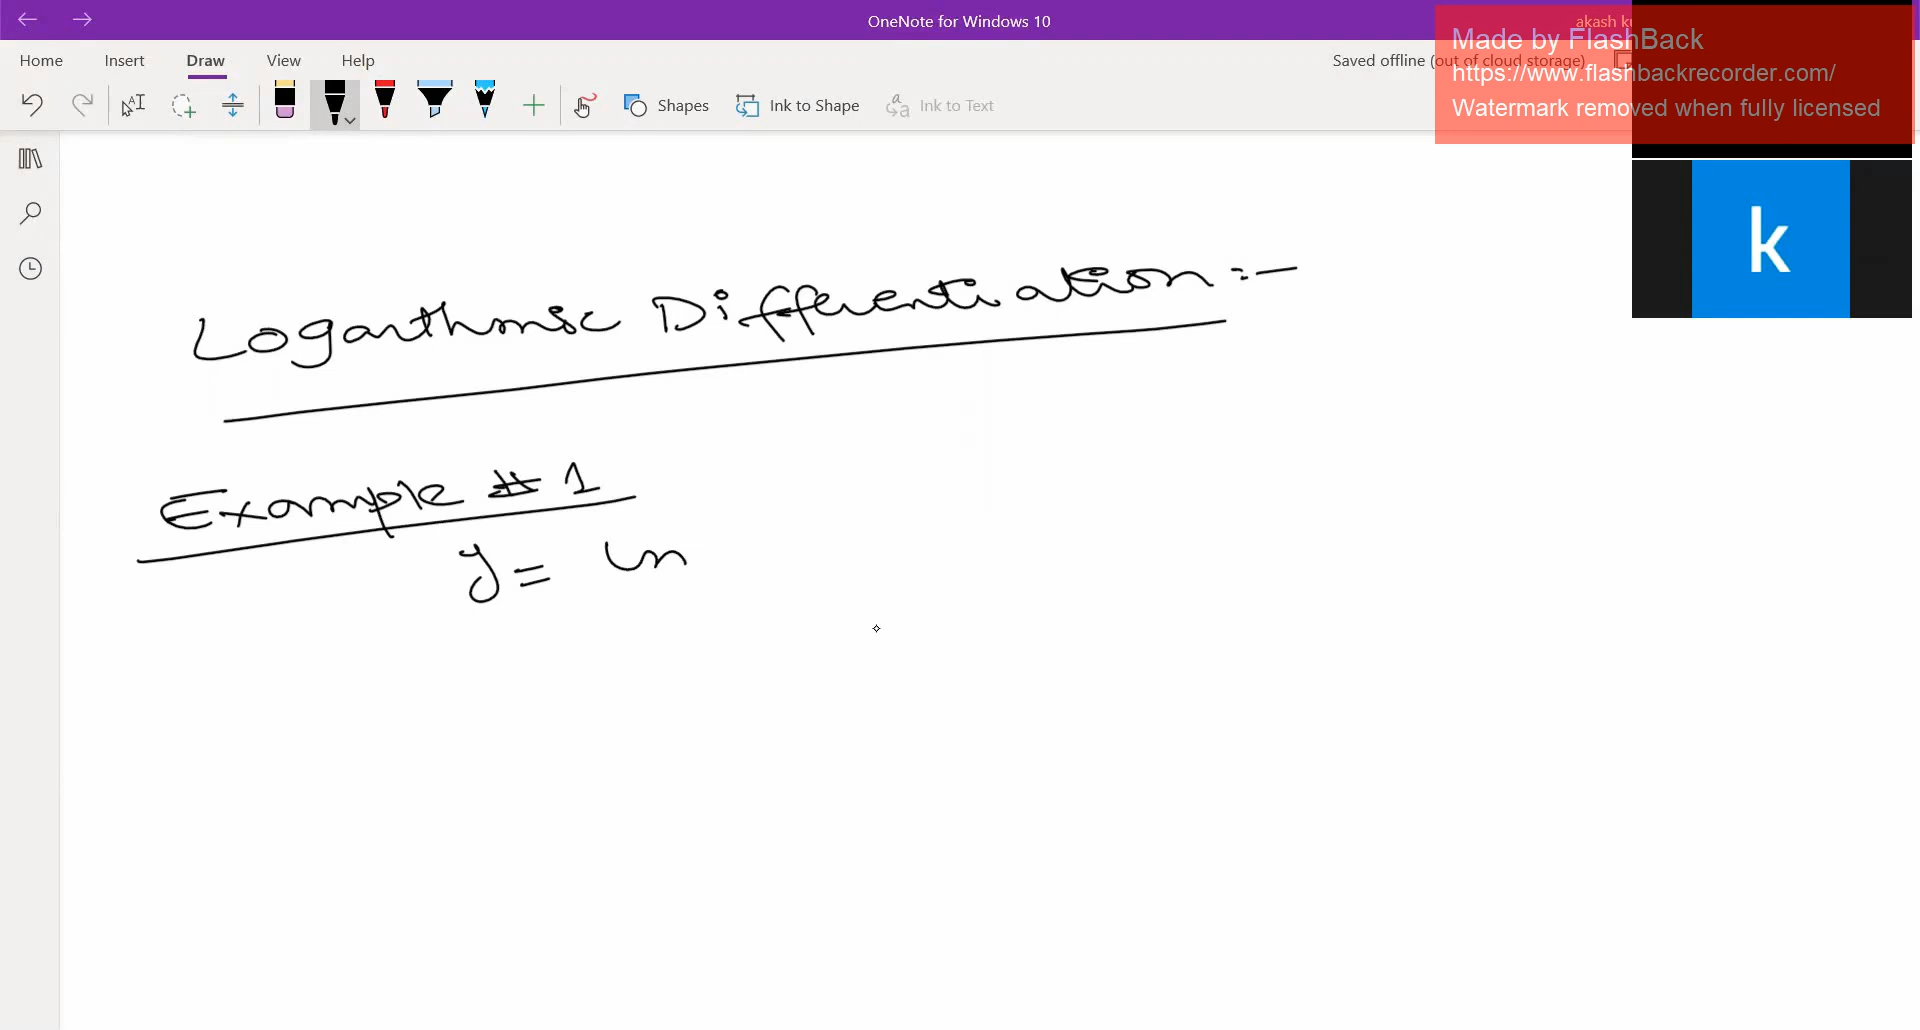 OneNote for Windows 10
akash k
Home Insert Draw View Help
Saved offline (out of cloud storage)
Made by FlashBack
https://www.flashbackrecorder.com/
Watermark removed when fully licensed
Shapes Ink to Shape Ink to Text
k
Logarthmic Differentiation :-
Example # 1
y = ln